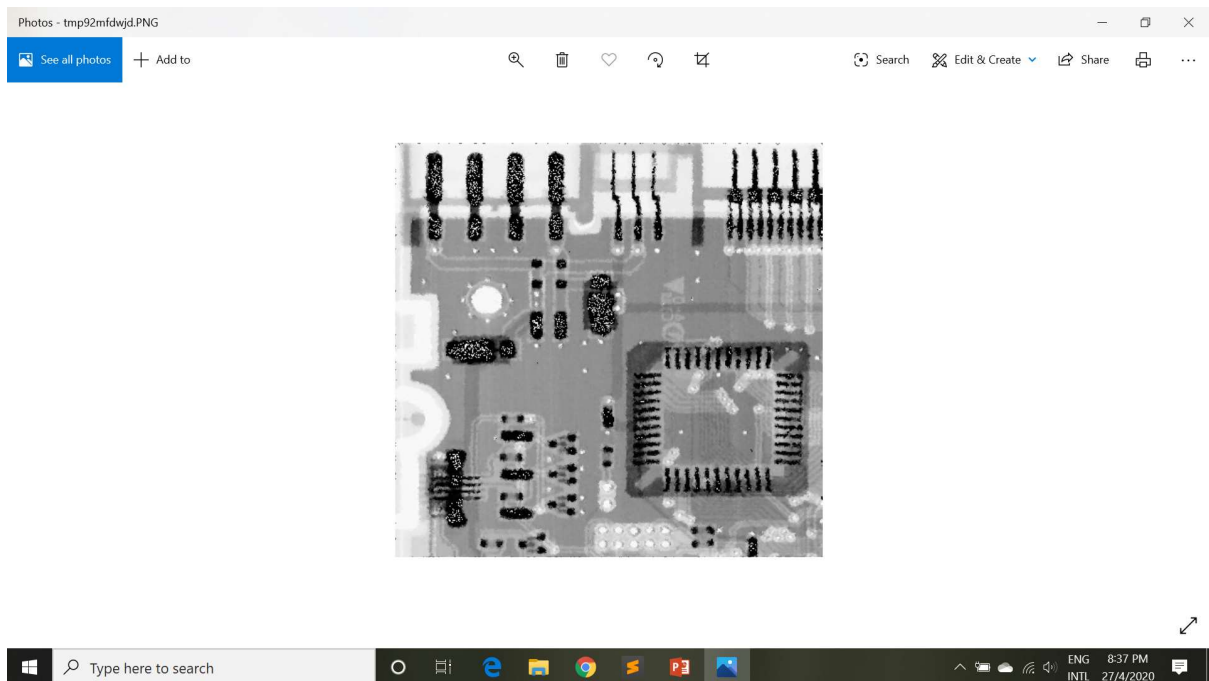 Photos - tmp92mfdwjd.PNG
See all photos
Add to
Search
Edit & Create
Share
Type here to search
ENG
8:37 PM
INTL
27/4/2020